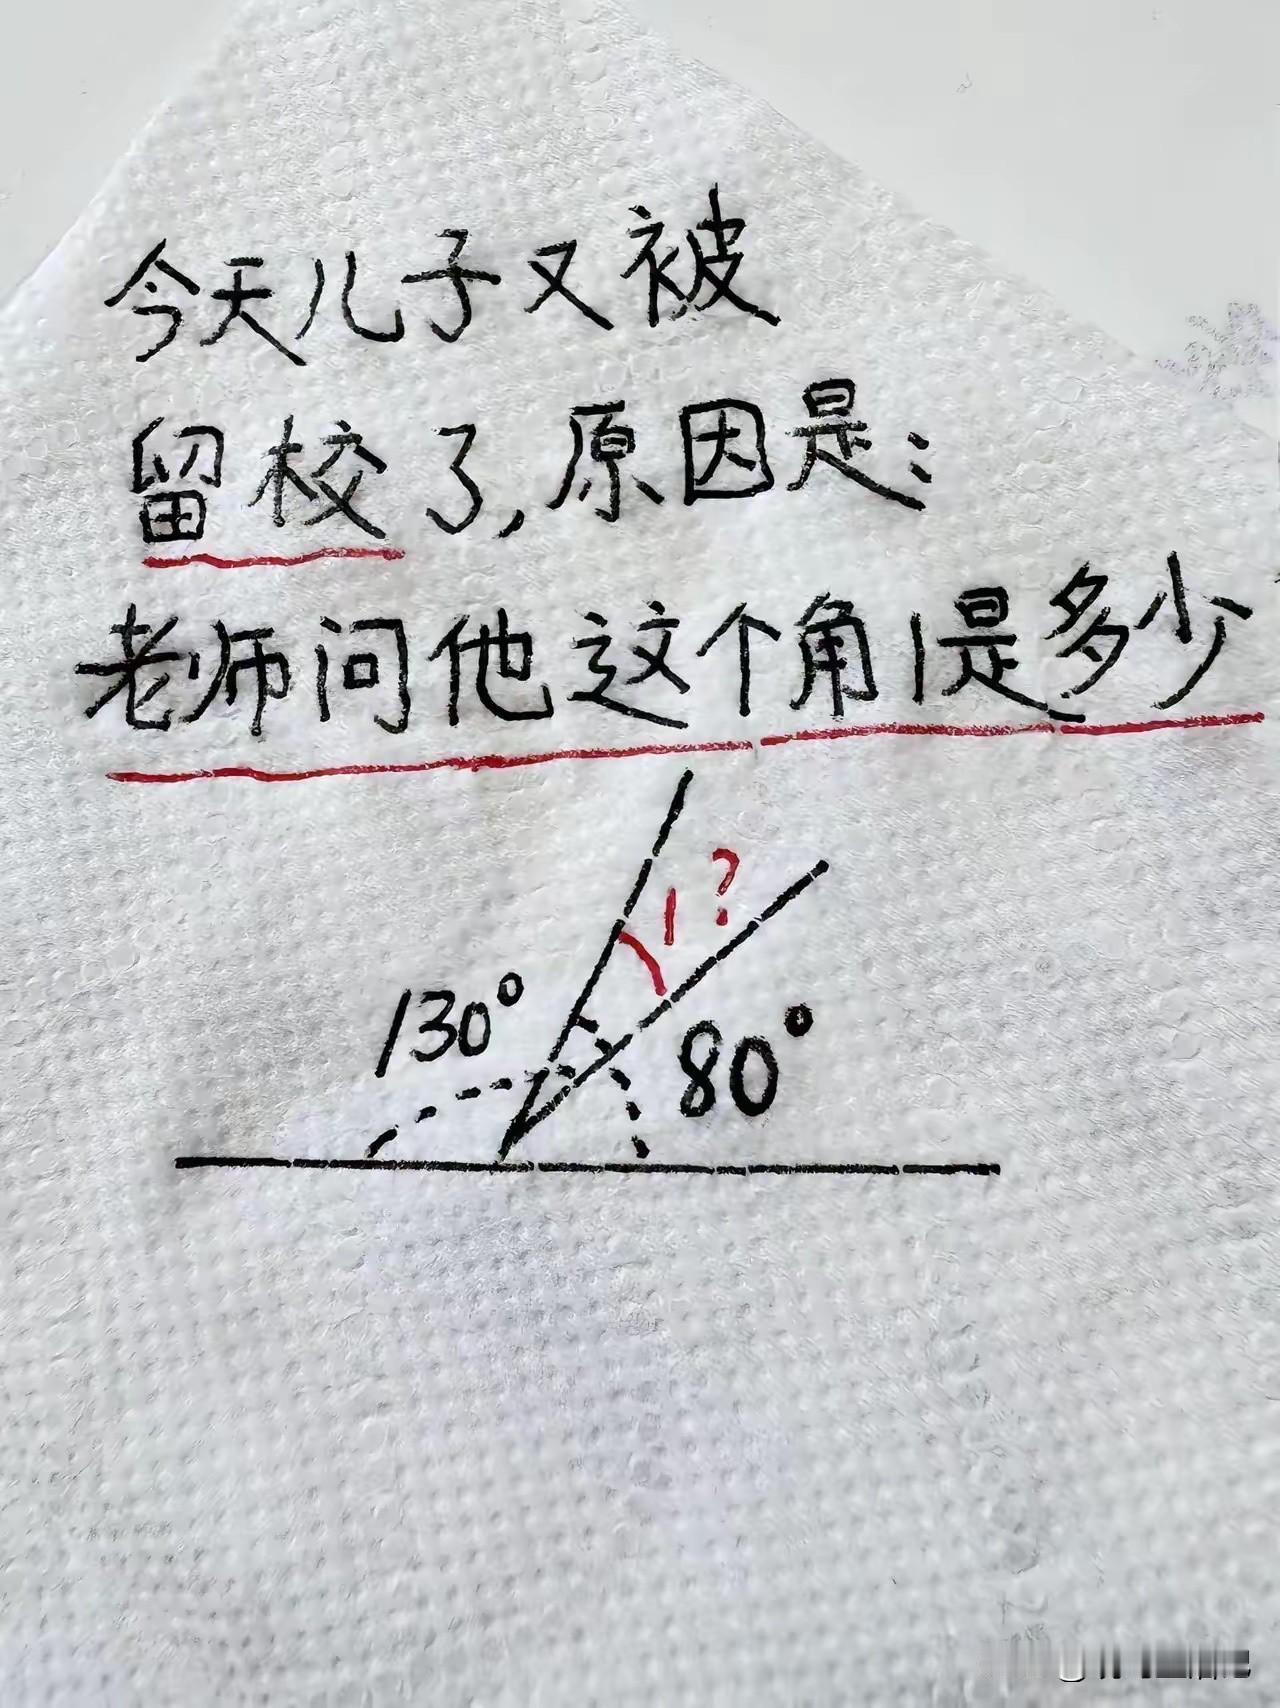 今天儿子又被
留校了,原因是:
老师问他这个角1是多少
1?
130°
80°